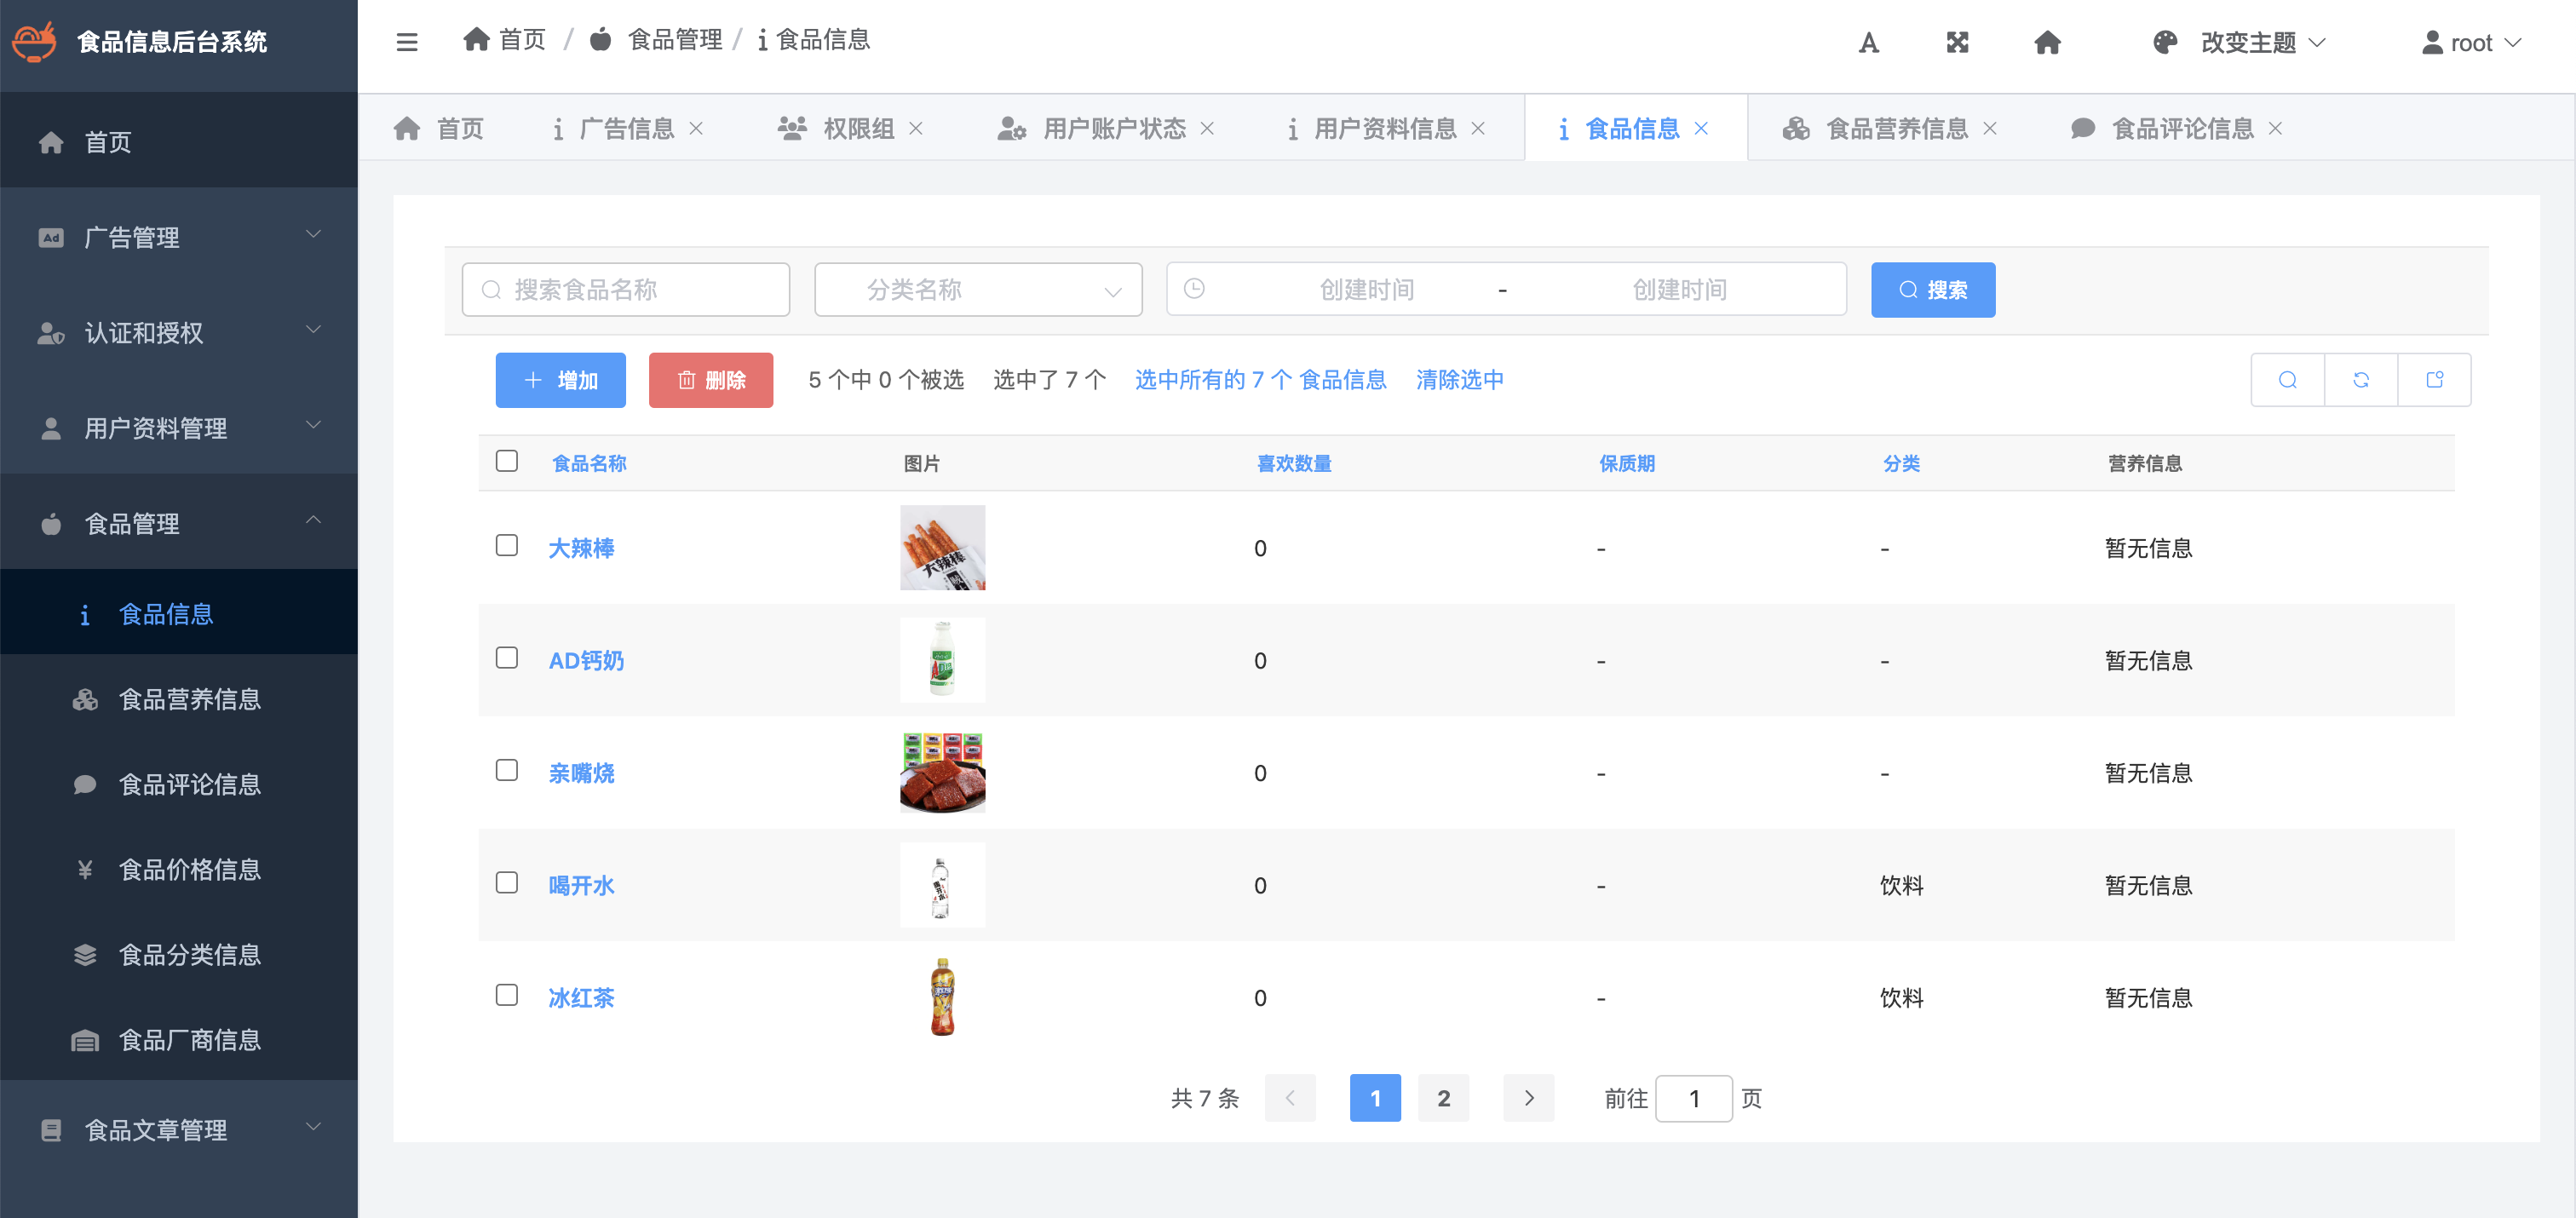 食品信息后台系统
首页 / 食品管理 / 食品信息
改变主题
root
首页
广告信息
权限组
用户账户状态
用户资料信息
食品信息
食品营养信息
食品评论信息
首页
Ad 广告管理
认证和授权
用户资料管理
食品管理
食品信息
食品营养信息
食品评论信息
¥ 食品价格信息
食品分类信息
食品厂商信息
食品文章管理
搜索食品名称
分类名称
创建时间 - 创建时间
搜索
增加
删除
5 个中 0 个被选
选中了 7 个
选中所有的 7 个 食品信息
清除选中
食品名称 图片 喜欢数量 保质期 分类 营养信息
大辣棒 大辣棒 0 - - 暂无信息
AD钙奶 0 - - 暂无信息
亲嘴烧 0 - - 暂无信息
喝开水 0 - 饮料 暂无信息
冰红茶 0 - 饮料 暂无信息
共 7 条 1 2 前往 1 页